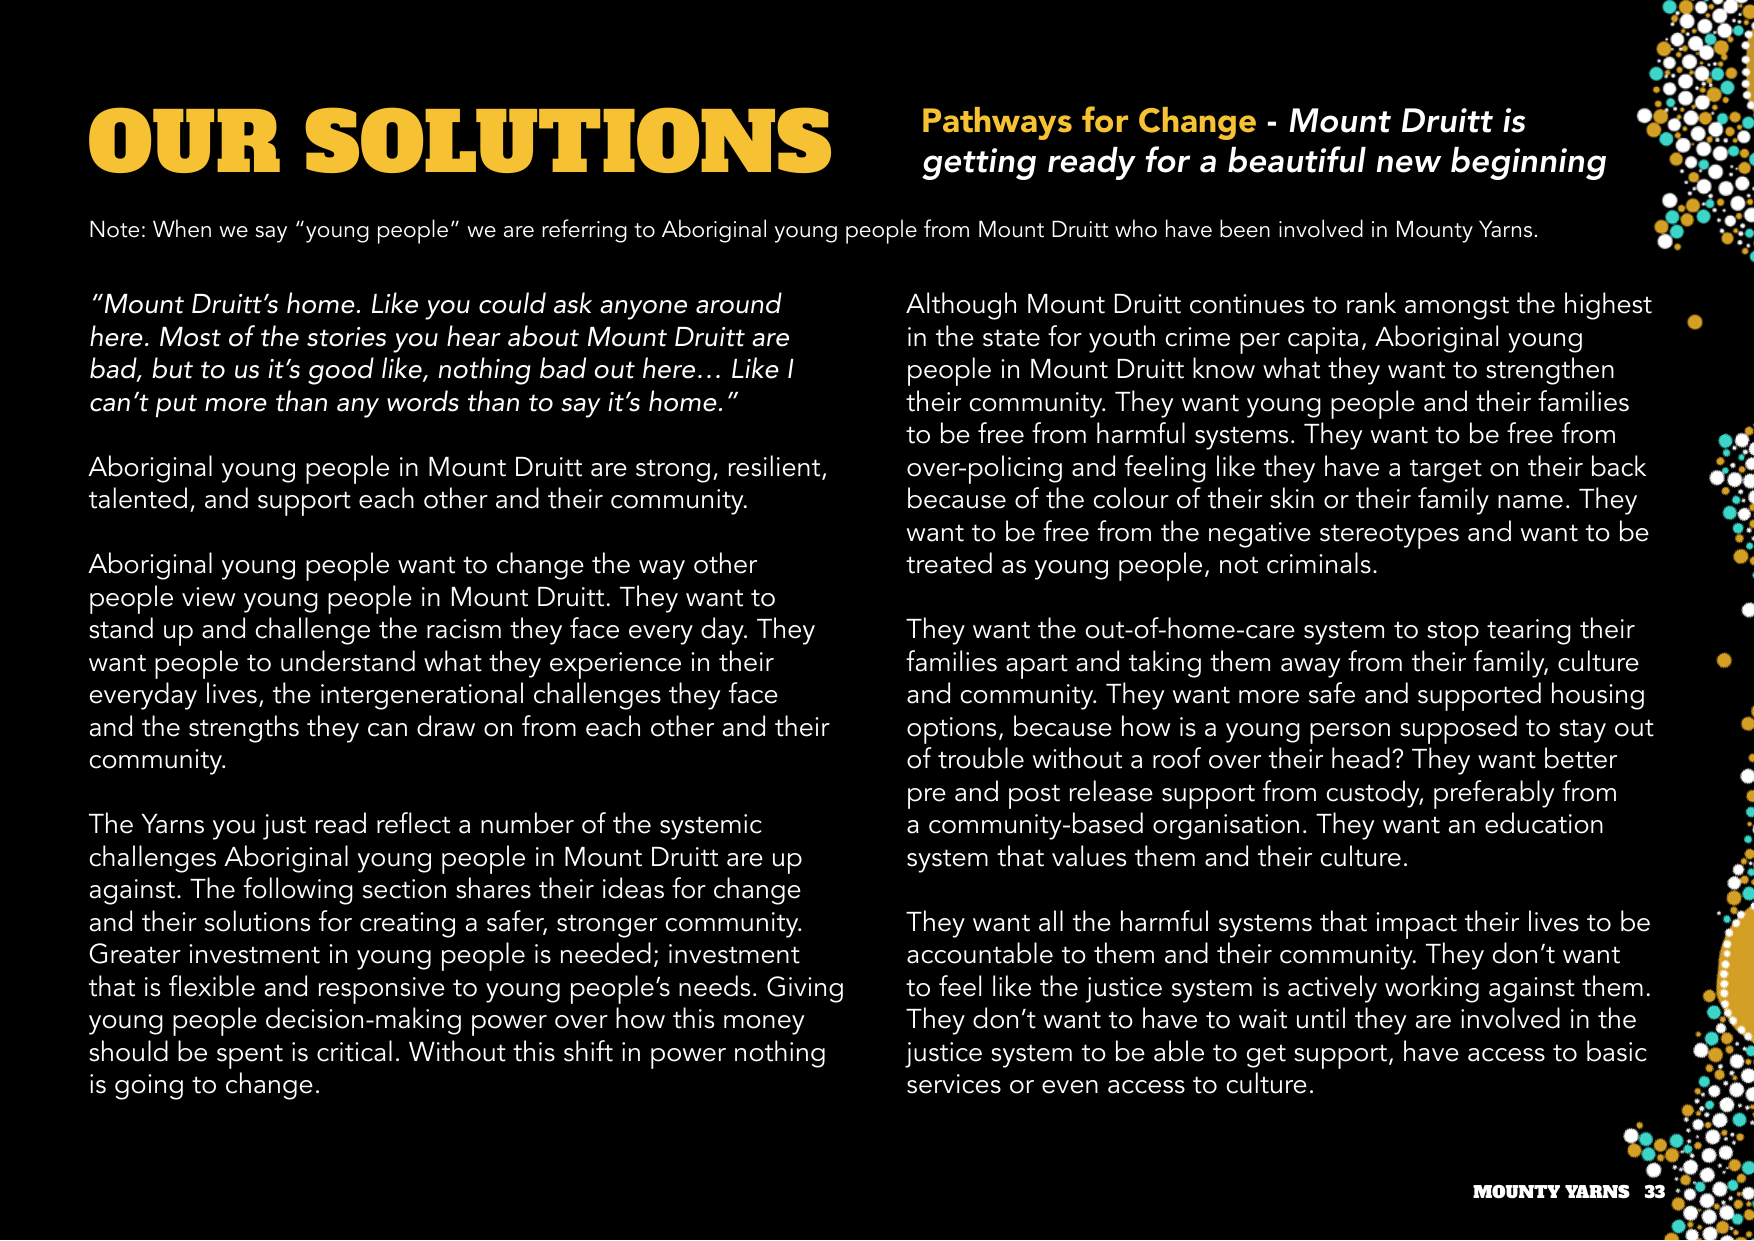 OUR SOLUTIONS
Pathways for Change - Mount Druitt is
getting ready for a beautiful new beginning
Note: When we say “young people” we are referring to Aboriginal young people from Mount Druitt who have been involved in Mounty Yarns.
“Mount Druitt’s home. Like you could ask anyone around
here. Most of the stories you hear about Mount Druitt are
bad, but to us it’s good like, nothing bad out here… Like I
can’t put more than any words than to say it’s home.”
Aboriginal young people in Mount Druitt are strong, resilient,
talented, and support each other and their community.
Aboriginal young people want to change the way other
people view young people in Mount Druitt. They want to
stand up and challenge the racism they face every day. They
want people to understand what they experience in their
everyday lives, the intergenerational challenges they face
and the strengths they can draw on from each other and their
community.
The Yarns you just read reflect a number of the systemic
challenges Aboriginal young people in Mount Druitt are up
against. The following section shares their ideas for change
and their solutions for creating a safer, stronger community.
Greater investment in young people is needed; investment
that is flexible and responsive to young people’s needs. Giving
young people decision-making power over how this money
should be spent is critical. Without this shift in power nothing
is going to change.
Although Mount Druitt continues to rank amongst the highest
in the state for youth crime per capita, Aboriginal young
people in Mount Druitt know what they want to strengthen
their community. They want young people and their families
to be free from harmful systems. They want to be free from
over-policing and feeling like they have a target on their back
because of the colour of their skin or their family name. They
want to be free from the negative stereotypes and want to be
treated as young people, not criminals.
They want the out-of-home-care system to stop tearing their
families apart and taking them away from their family, culture
and community. They want more safe and supported housing
options, because how is a young person supposed to stay out
of trouble without a roof over their head? They want better
pre and post release support from custody, preferably from
a community-based organisation. They want an education
system that values them and their culture.
They want all the harmful systems that impact their lives to be
accountable to them and their community. They don’t want
to feel like the justice system is actively working against them.
They don’t want to have to wait until they are involved in the
justice system to be able to get support, have access to basic
services or even access to culture.
MOUNTY YARNS 33